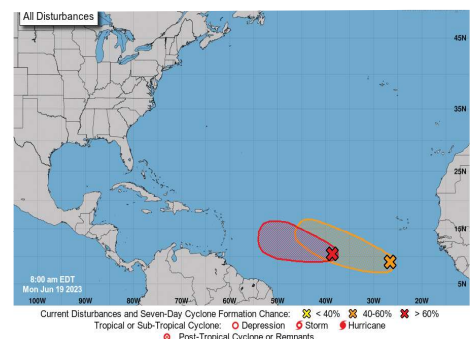 All Disturbances
45N
35N
25N
15N
5N
8:00 am EDT
Mon Jun 19 2023
100W 90W 80W 70W 60W 50W 40W 30W 20W
Current Disturbances and Seven-Day Cyclone Formation Chance: < 40% 40-60% > 60%
Tropical or Sub-Tropical Cyclone: Depression Storm Hurricane
Post-Tropical Cyclone or Remnants